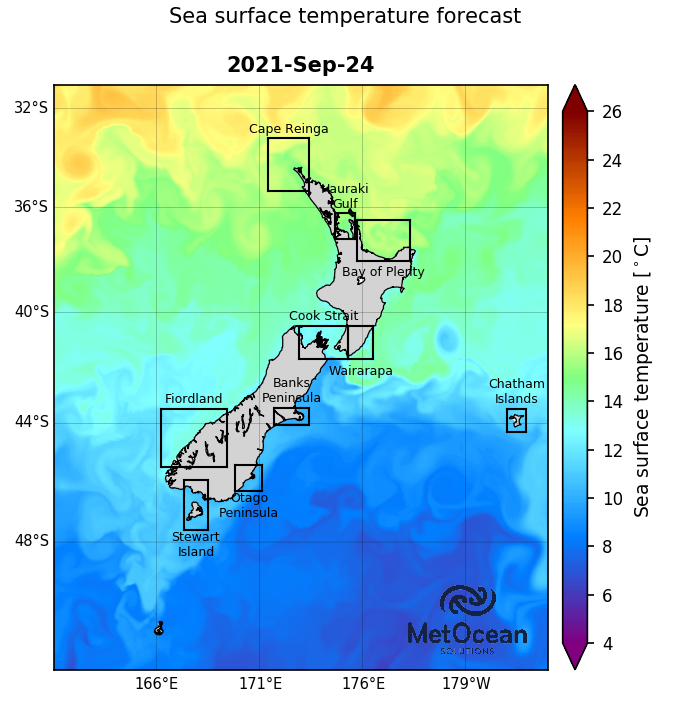 Sea surface temperature forecast
2021-Sep-24
32°S
36°S
40°S
44°S
48°S
166°E
171°E
176°E
179°W
Cape Reinga
Hauraki
Gulf
Bay of Plenty
Cook Strait
Wairarapa
Banks
Peninsula
Fiordland
Chatham
Islands
Otago
Peninsula
Stewart
Island
MetOcean
SOLUTIONS
26
24
22
20
18
16
14
12
10
8
6
4
Sea surface temperature [°C]